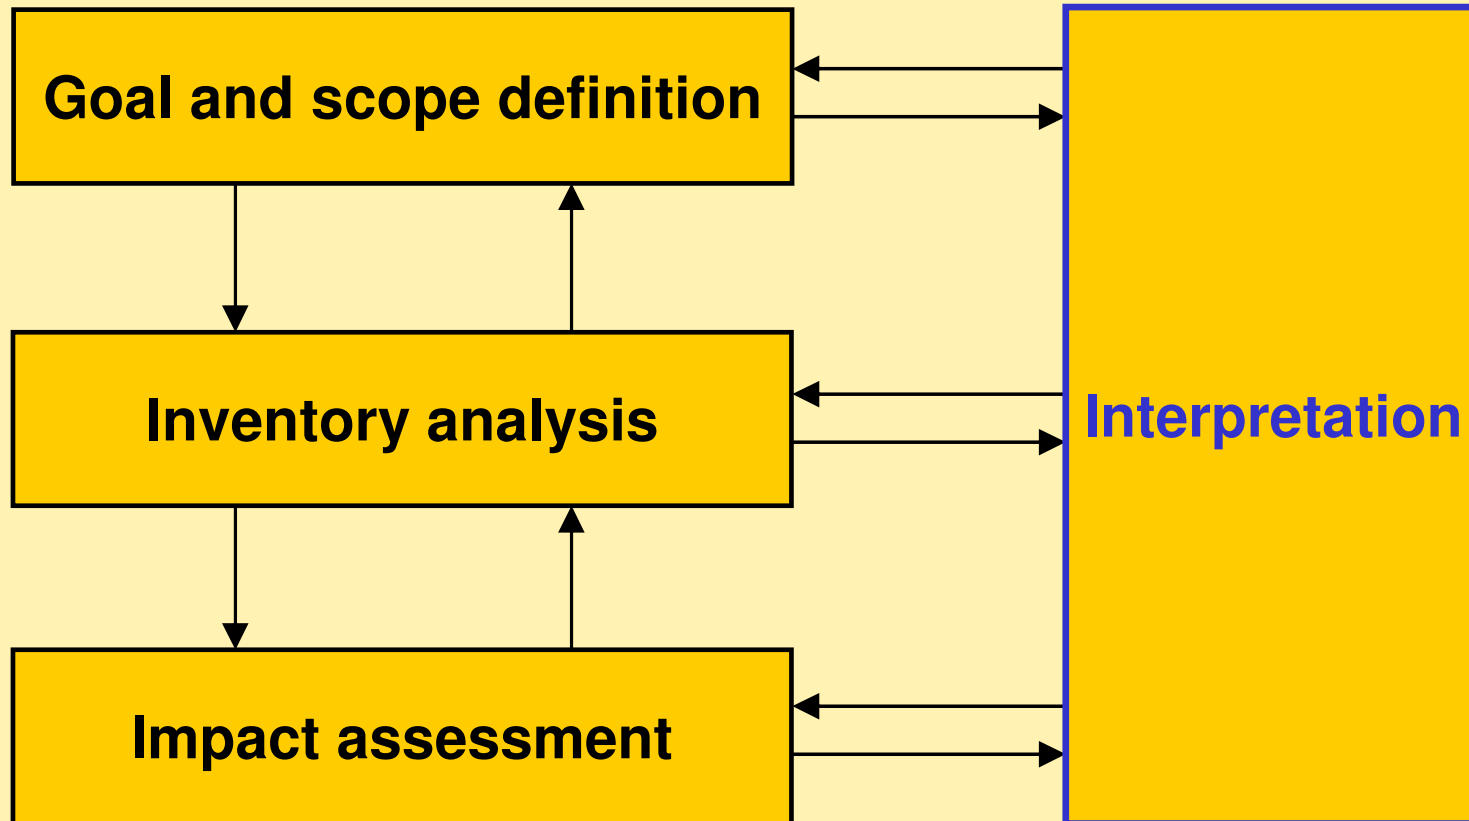 Goal and scope definition
Inventory analysis
Interpretation
Impact assessment